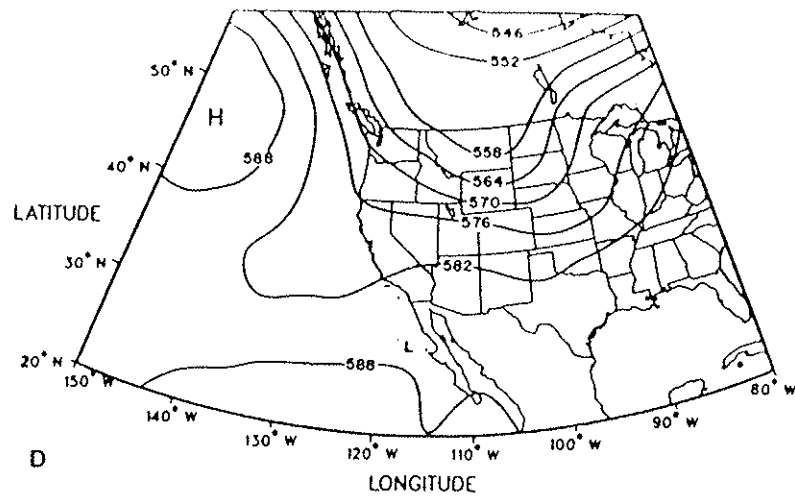 546
552
50° N
H
588
558
40° N
564
570
LATITUDE
576
582
30° N
L
588
20° N
150° W
80° W
140° W
90° W
130° W
100° W
120° W
110° W
D
LONGITUDE